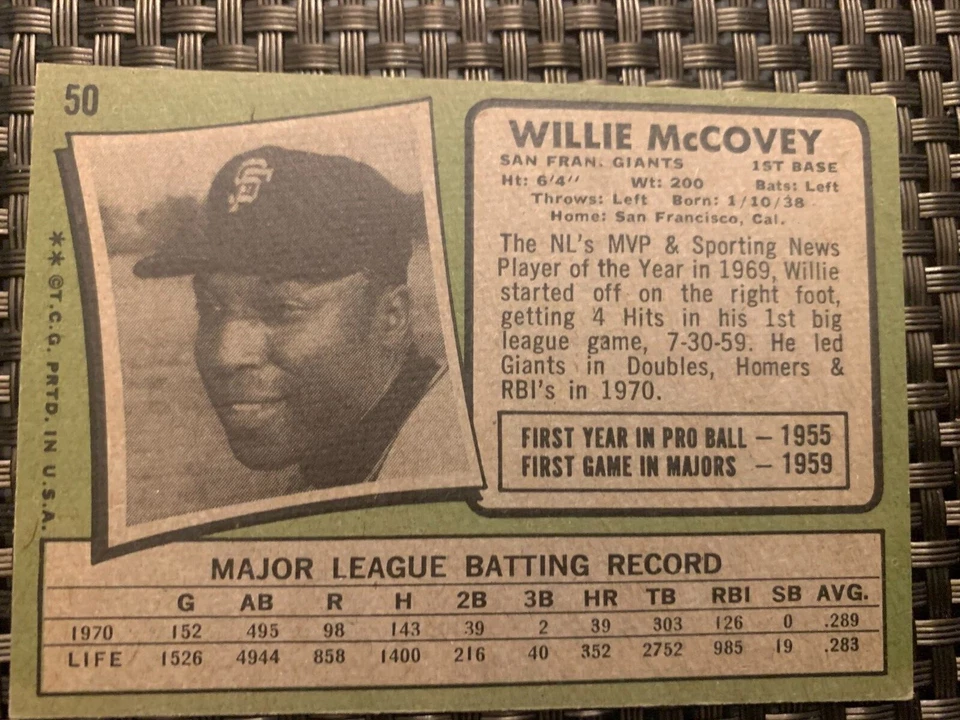 50
WILLIE McCOVEY
SAN FRAN. GIANTS 1ST BASE
Ht: 6'4" Wt: 200 Bats: Left
Throws: Left Born: 1/10/38
Home: San Francisco, Cal.
The NL's MVP & Sporting News
Player of the Year in 1969, Willie
started off on the right foot,
getting 4 Hits in his 1st big
league game, 7-30-59. He led
Giants in Doubles, Homers &
RBI's in 1970.
FIRST YEAR IN PRO BALL – 1955
FIRST GAME IN MAJORS – 1959
SF
**©T.C.G. PRTD. IN U.S.A.
MAJOR LEAGUE BATTING RECORD
G AB R H 2B 3B HR TB RBI SB AVG.
1970 152 495 98 143 39 2 39 303 126 0 .289
LIFE 1526 4944 858 1400 216 40 352 2752 985 19 .283